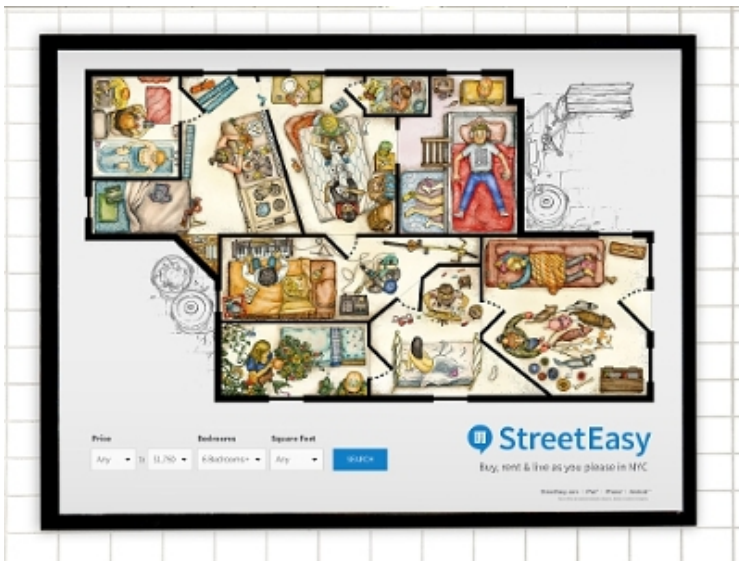 Price
Bedrooms
Square Feet
Any
to
$1,750
6 Bedrooms+
Any
SEARCH
StreetEasy
Buy, rent & live as you please in NYC